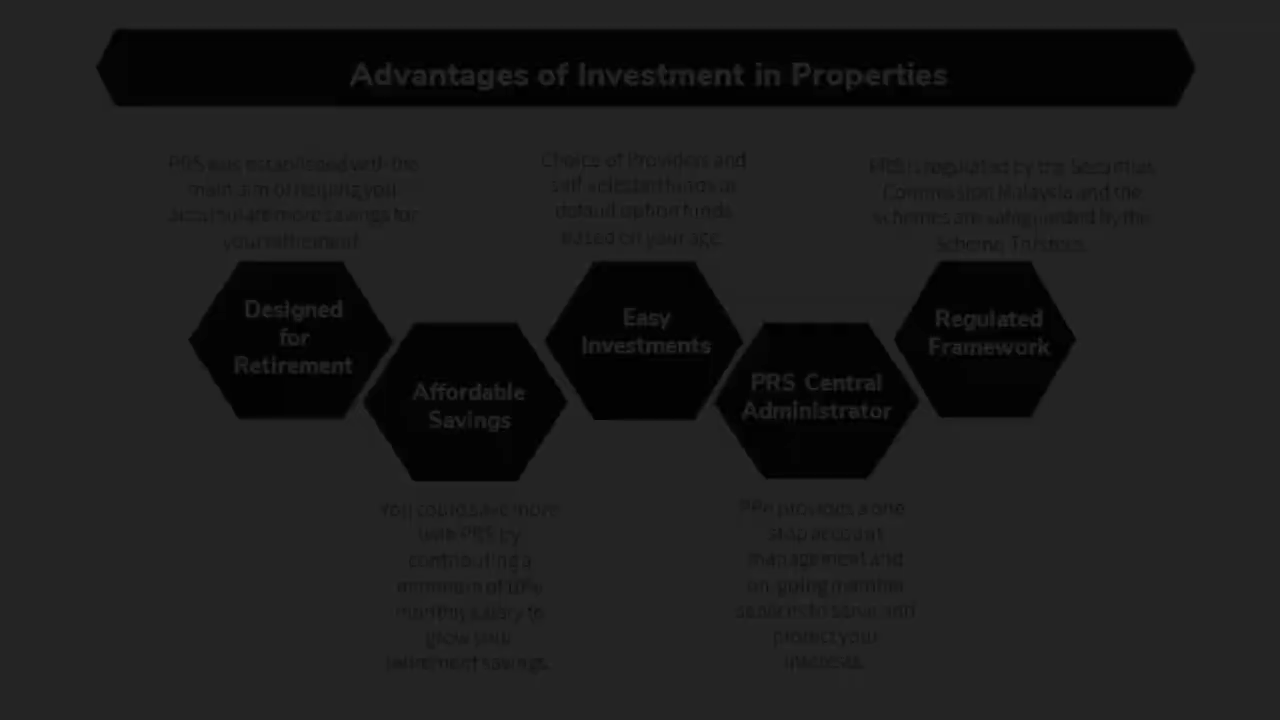 Advantages of Investment in Properties
PRS was established with the
main aim of helping you
accumulate more savings for
your retirement.
Designed
for
Retirement
Affordable
Savings
You could save more
with PRS by
contributing a
minimum of 10%
monthly salary to
grow your
retirement savings.
Choice of Providers and
self selected funds or
default option funds
based on your age.
Easy
Investments
PRS Central
Administrator
PPA provides a one
stop account
management and
on-going member
services to serve and
protect your
interests.
PRS is regulated by the Securities
Commission Malaysia and the
schemes are safeguarded by the
Scheme Trustees.
Regulated
Framework